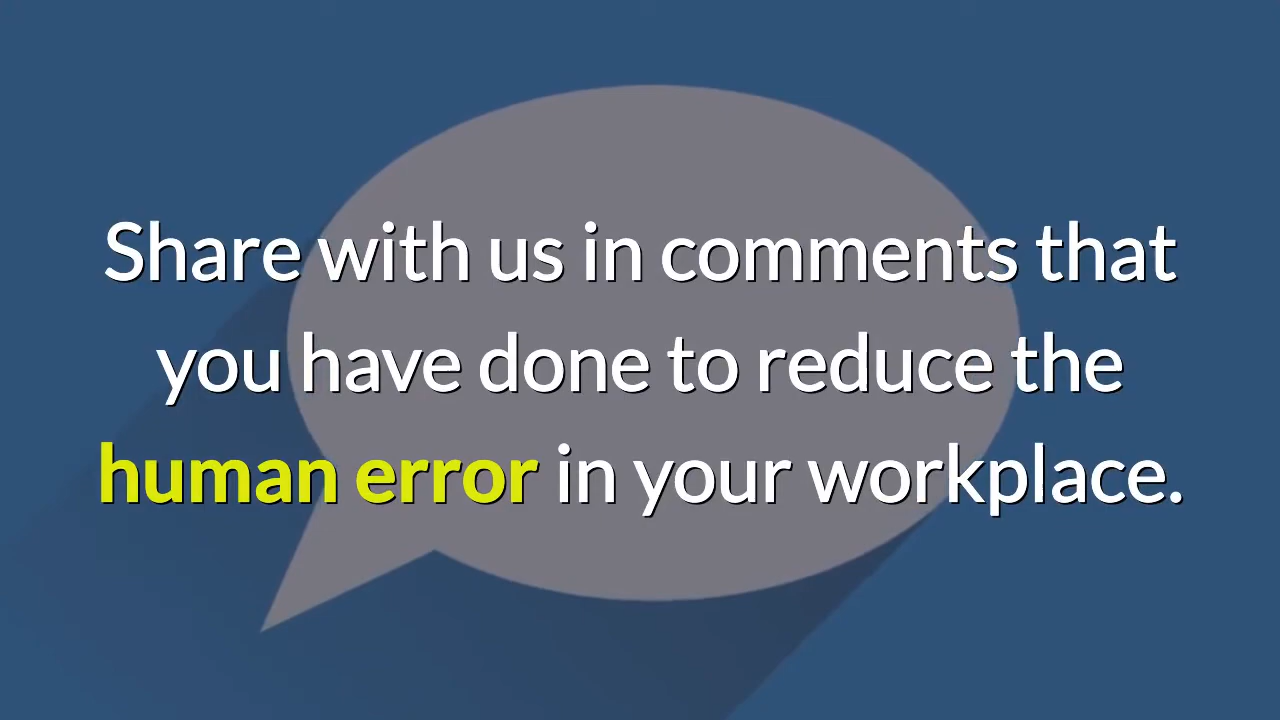 Share with us in comments that
you have done to reduce the
human error in your workplace.